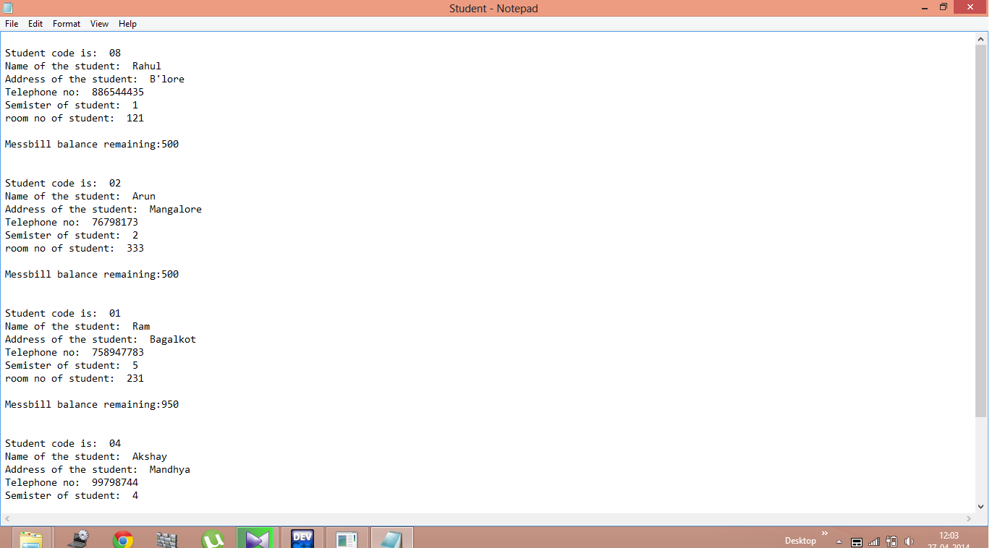 Student - Notepad
File Edit Format View Help
Student code is:  08
Name of the student:  Rahul
Address of the student:  B'lore
Telephone no:  886544435
Semister of student:  1
room no of student:  121
Messbill balance remaining:500
Student code is:  02
Name of the student:  Arun
Address of the student:  Mangalore
Telephone no:  76798173
Semister of student:  2
room no of student:  333
Messbill balance remaining:500
Student code is:  01
Name of the student:  Ram
Address of the student:  Bagalkot
Telephone no:  758947783
Semister of student:  5
room no of student:  231
Messbill balance remaining:950
Student code is:  04
Name of the student:  Akshay
Address of the student:  Mandhya
Telephone no:  99798744
Semister of student:  4
DEV
Desktop
12:03
27-04-2014